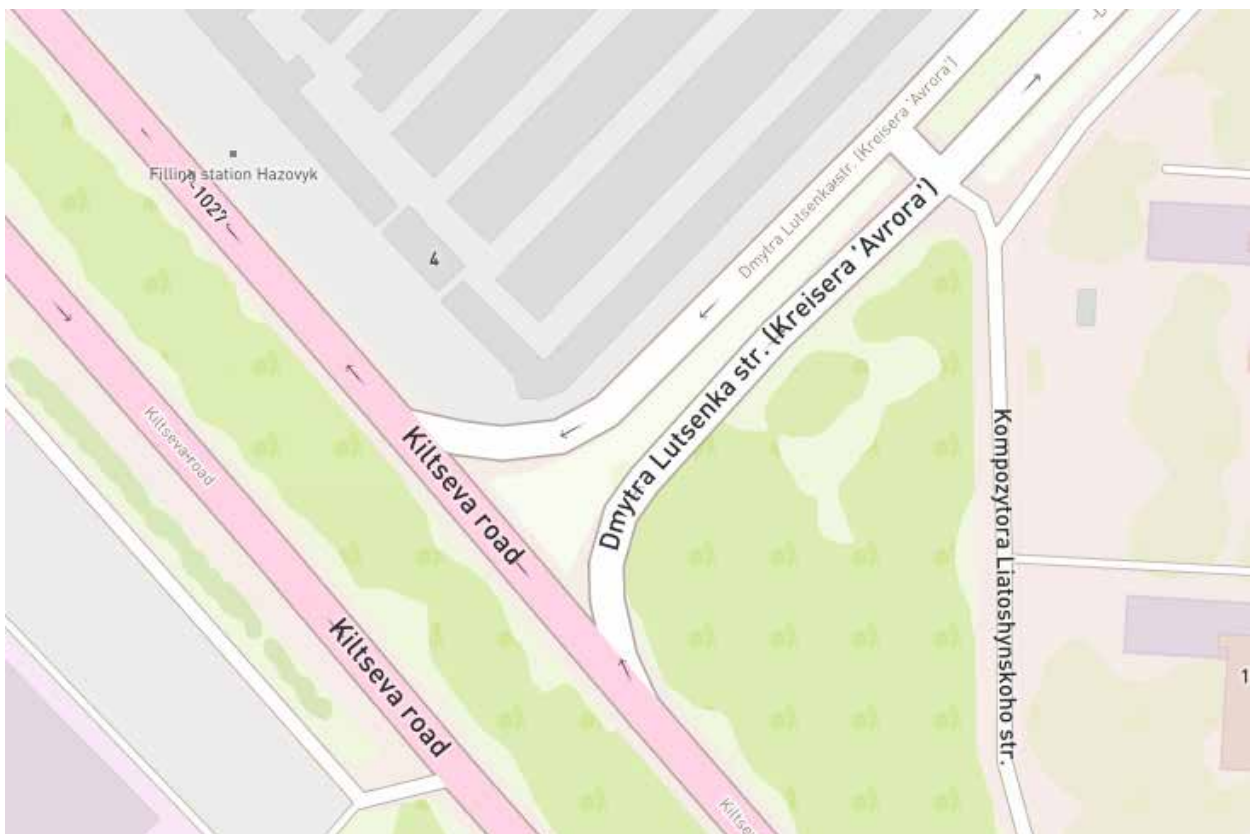 Dmytra Lutsenka str. (Kreisera 'Avrora')
Filling station Hazovyk
4
Dmytra Lutsenka str. (Kreisera 'Avrora')
Kiltseva road
Kiltseva road
Kompozytora Liatoshynskoho str.
Kiltseva road
1